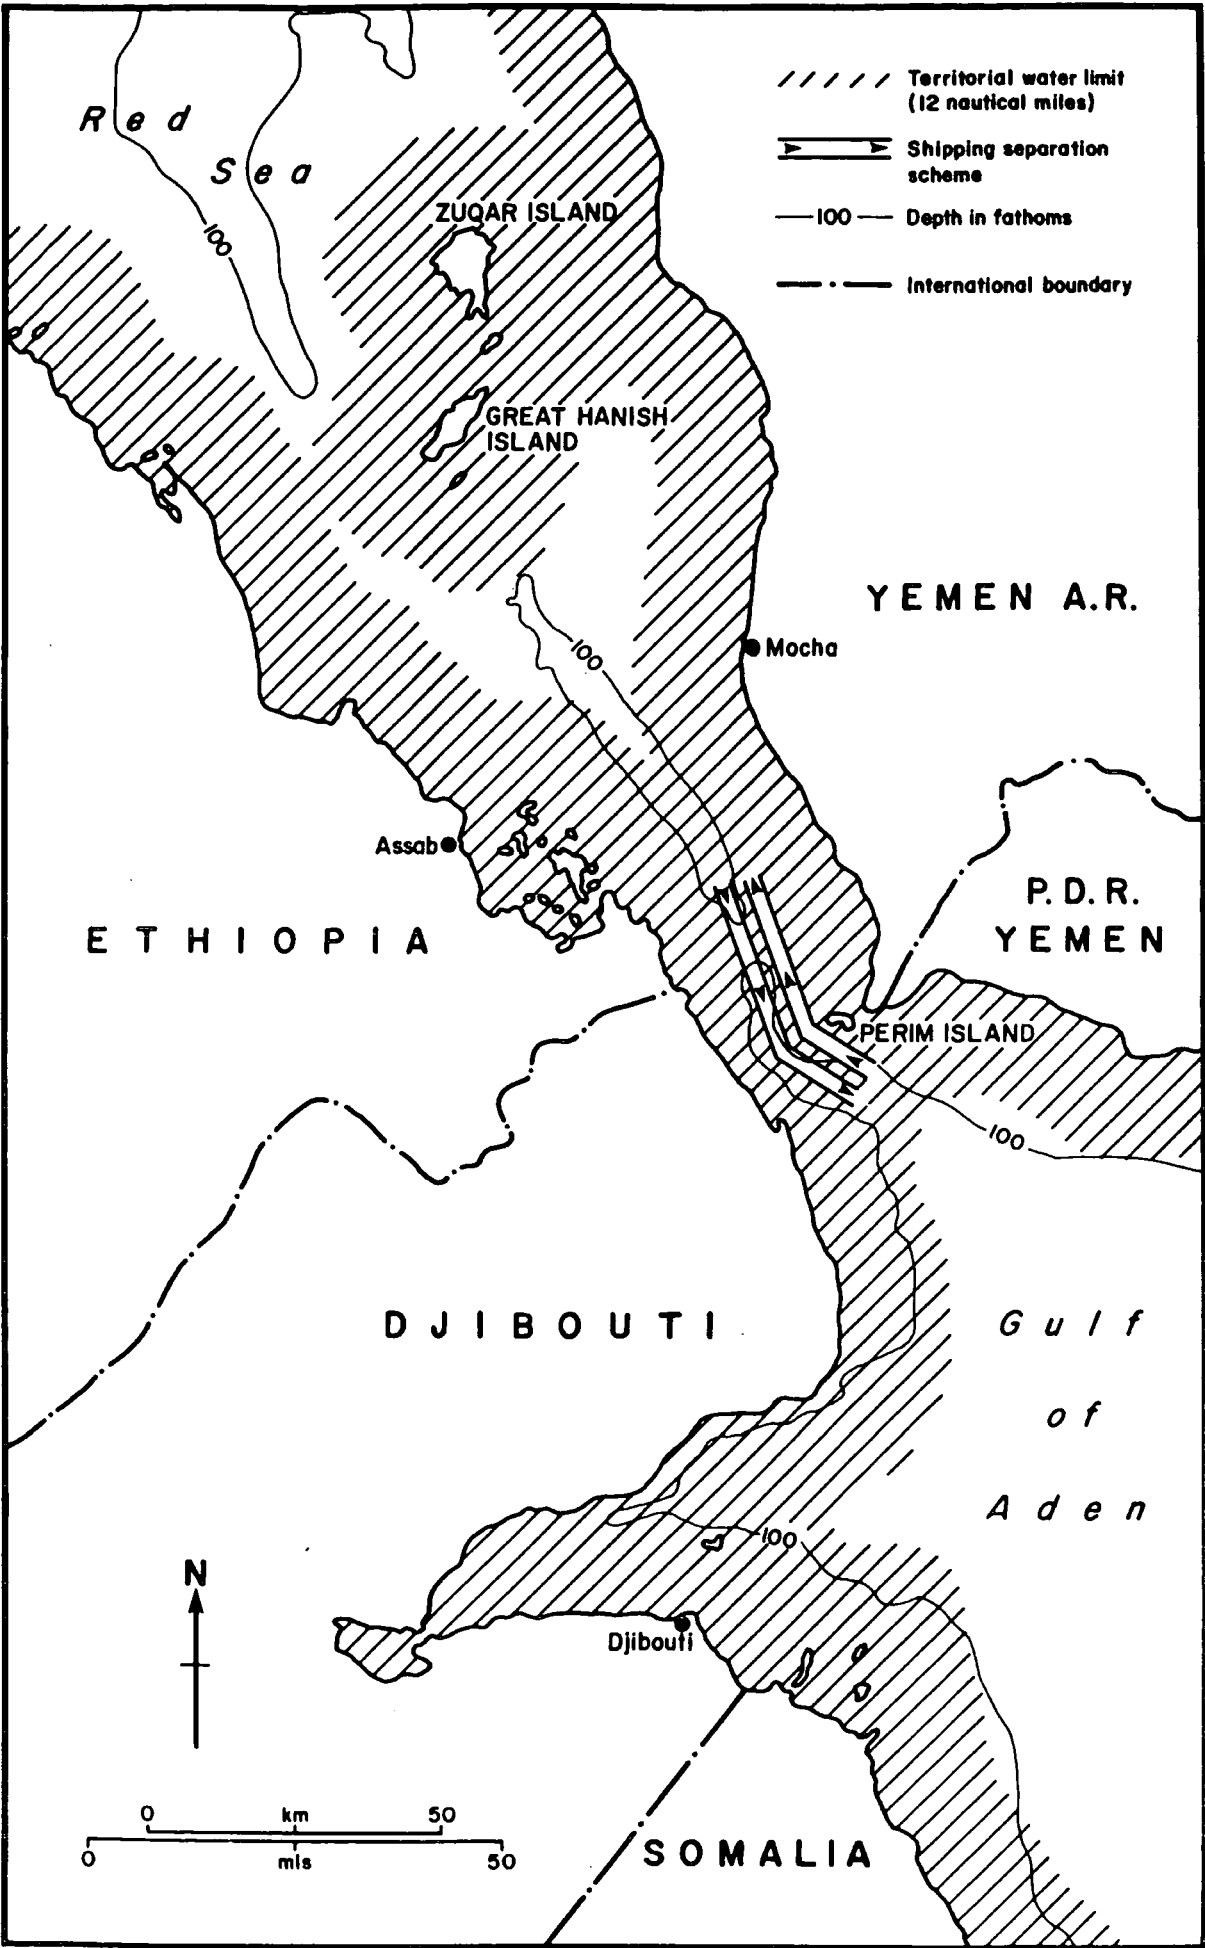 Red
Sea
Territorial water limit
(12 nautical miles)
Shipping separation
scheme
100
Depth in fathoms
International boundary
ZUQAR ISLAND
100
GREAT HANISH
ISLAND
YEMEN A.R.
100
Mocha
Assab
P.D.R.
YEMEN
ETHIOPIA
PERIM ISLAND
100
DJIBOUTI
Gulf
of
Aden
100
N
Djibouti
0 km 50
0 mls 50
SOMALIA